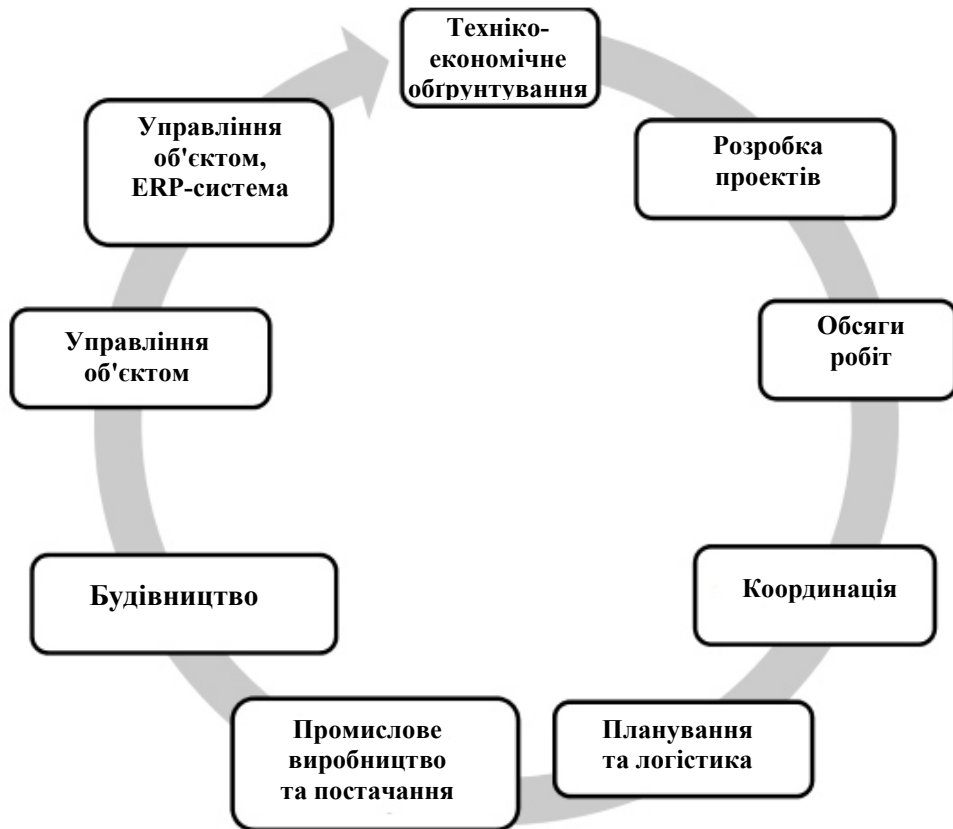 Техніко-
економічне
обґрунтування
Розробка
проектів
Обсяги
робіт
Координація
Планування
та логістика
Промислове
виробництво
та постачання
Будівництво
Управління
об'єктом
Управління
об'єктом,
ERP-система